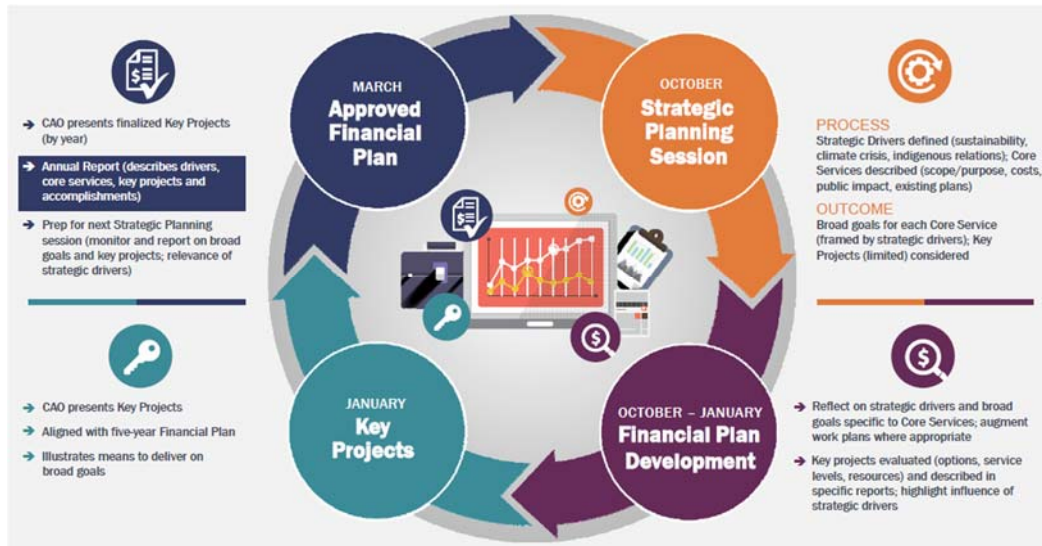 MARCH
Approved
Financial
Plan
➔ CAO presents finalized Key Projects
(by year)
➔ Annual Report (describes drivers,
core services, key projects and
accomplishments)
➔ Prep for next Strategic Planning
session (monitor and report on broad
goals and key projects; relevance of
strategic drivers)
OCTOBER
Strategic
Planning
Session
PROCESS
Strategic Drivers defined (sustainability,
climate crisis, indigenous relations); Core
Services described (scope/purpose, costs,
public impact, existing plans)
OUTCOME
Broad goals for each Core Service
(framed by strategic drivers); Key
Projects (limited) considered
JANUARY
Key
Projects
➔ CAO presents Key Projects
➔ Aligned with five-year Financial Plan
➔ Illustrates means to deliver on
broad goals
OCTOBER – JANUARY
Financial Plan
Development
➔ Reflect on strategic drivers and broad
goals specific to Core Services; augment
work plans where appropriate
➔ Key projects evaluated (options, service
levels, resources) and described in
specific reports; highlight influence of
strategic drivers